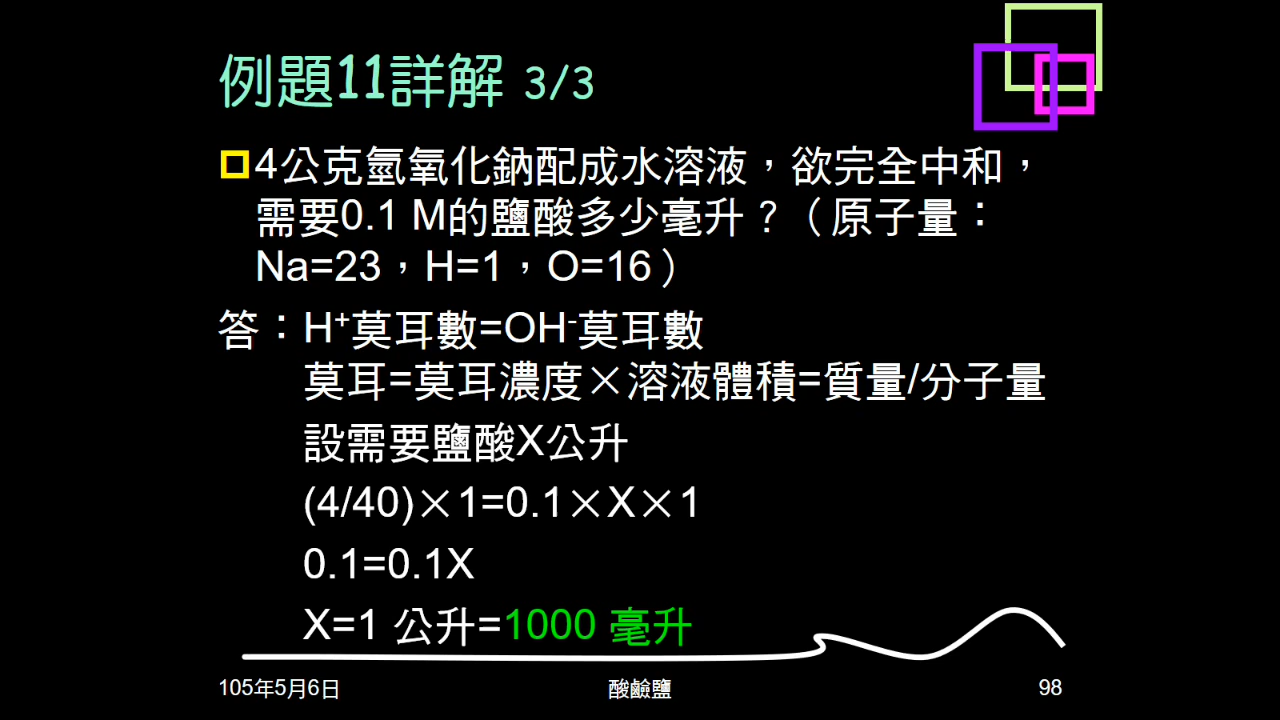 例題11詳解 3/3
4公克氫氧化鈉配成水溶液，欲完全中和，
需要0.1 M的鹽酸多少毫升？（原子量：
Na=23，H=1，O=16）
答：H⁺莫耳數=OH⁻莫耳數
莫耳=莫耳濃度×溶液體積=質量/分子量
設需要鹽酸X公升
(4/40)×1=0.1×X×1
0.1=0.1X
X=1 公升=1000 毫升
105年5月6日
酸鹼鹽
98